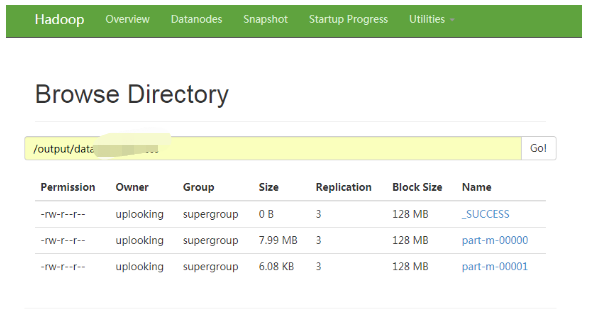 Hadoop Overview Datanodes Snapshot Startup Progress Utilities
Browse Directory
/output/data
Go!
Permission Owner Group Size Replication Block Size Name
-rw-r--r-- uplooking supergroup 0 B 3 128 MB _SUCCESS
-rw-r--r-- uplooking supergroup 7.99 MB 3 128 MB part-m-00000
-rw-r--r-- uplooking supergroup 6.08 KB 3 128 MB part-m-00001